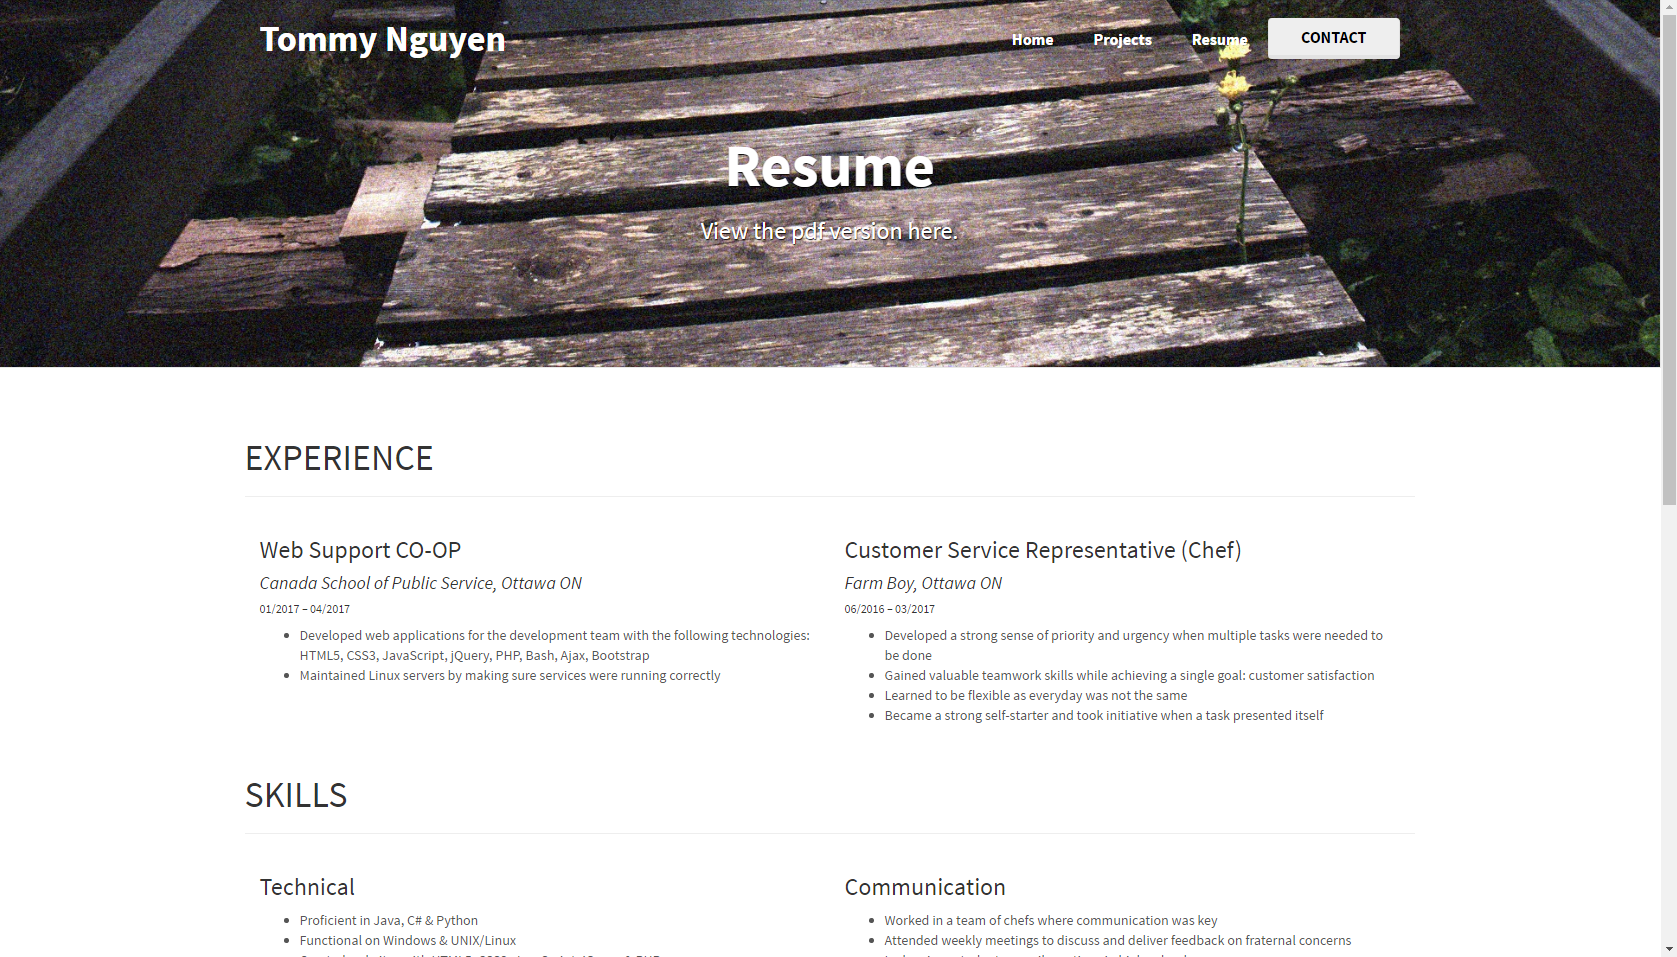 Tommy Nguyen
Home Projects Resume CONTACT
Resume
View the pdf version here.
EXPERIENCE
Web Support CO-OP
Canada School of Public Service, Ottawa ON
01/2017 – 04/2017
Developed web applications for the development team with the following technologies:
HTML5, CSS3, JavaScript, jQuery, PHP, Bash, Ajax, Bootstrap
Maintained Linux servers by making sure services were running correctly
Customer Service Representative (Chef)
Farm Boy, Ottawa ON
06/2016 – 03/2017
Developed a strong sense of priority and urgency when multiple tasks were needed to
be done
Gained valuable teamwork skills while achieving a single goal: customer satisfaction
Learned to be flexible as everyday was not the same
Became a strong self-starter and took initiative when a task presented itself
SKILLS
Technical
Proficient in Java, C# & Python
Functional on Windows & UNIX/Linux
Communication
Worked in a team of chefs where communication was key
Attended weekly meetings to discuss and deliver feedback on fraternal concerns